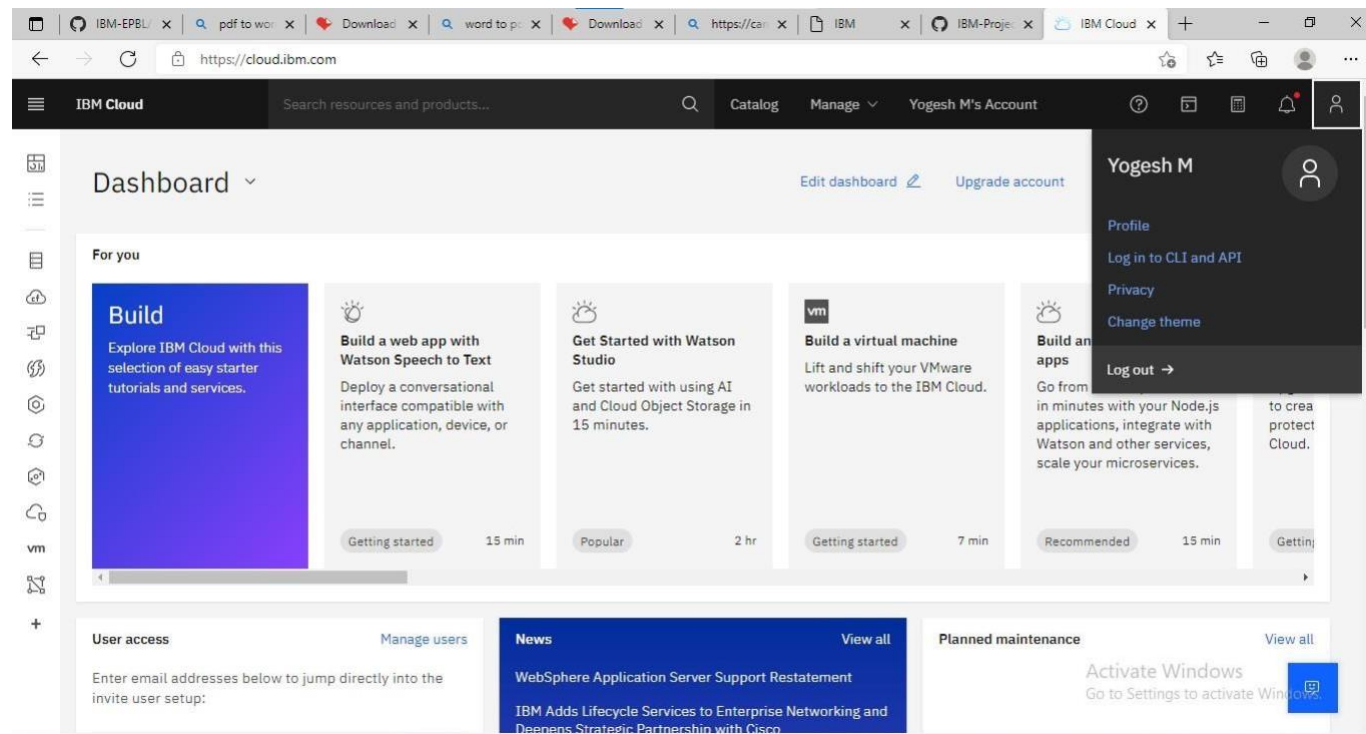 IBM-EPBL/
pdf to wor
Download
word to p
Download
https://car
IBM
IBM-Projec
IBM Cloud
https://cloud.ibm.com
IBM Cloud
Search resources and products...
Catalog
Manage
Yogesh M's Account
Dashboard
Edit dashboard
Upgrade account
Yogesh M
Profile
Log in to CLI and API
Privacy
Change theme
Log out →
For you
Build
Explore IBM Cloud with this
selection of easy starter
tutorials and services.
Build a web app with
Watson Speech to Text
Deploy a conversational
interface compatible with
any application, device, or
channel.
Getting started
15 min
Get Started with Watson
Studio
Get started with using AI
and Cloud Object Storage in
15 minutes.
Popular
2 hr
vm
Build a virtual machine
Lift and shift your VMware
workloads to the IBM Cloud.
Getting started
7 min
Build an
apps
Go from
in minutes with your Node.js
applications, integrate with
Watson and other services,
scale your microservices.
Recommended
15 min
to crea
protect
Cloud.
Getting
vm
User access
Manage users
Enter email addresses below to jump directly into the
invite user setup:
News
View all
WebSphere Application Server Support Restatement
IBM Adds Lifecycle Services to Enterprise Networking and
Deepens Strategic Partnership with Cisco
Planned maintenance
View all
Activate Windows
Go to Settings to activate Windows.